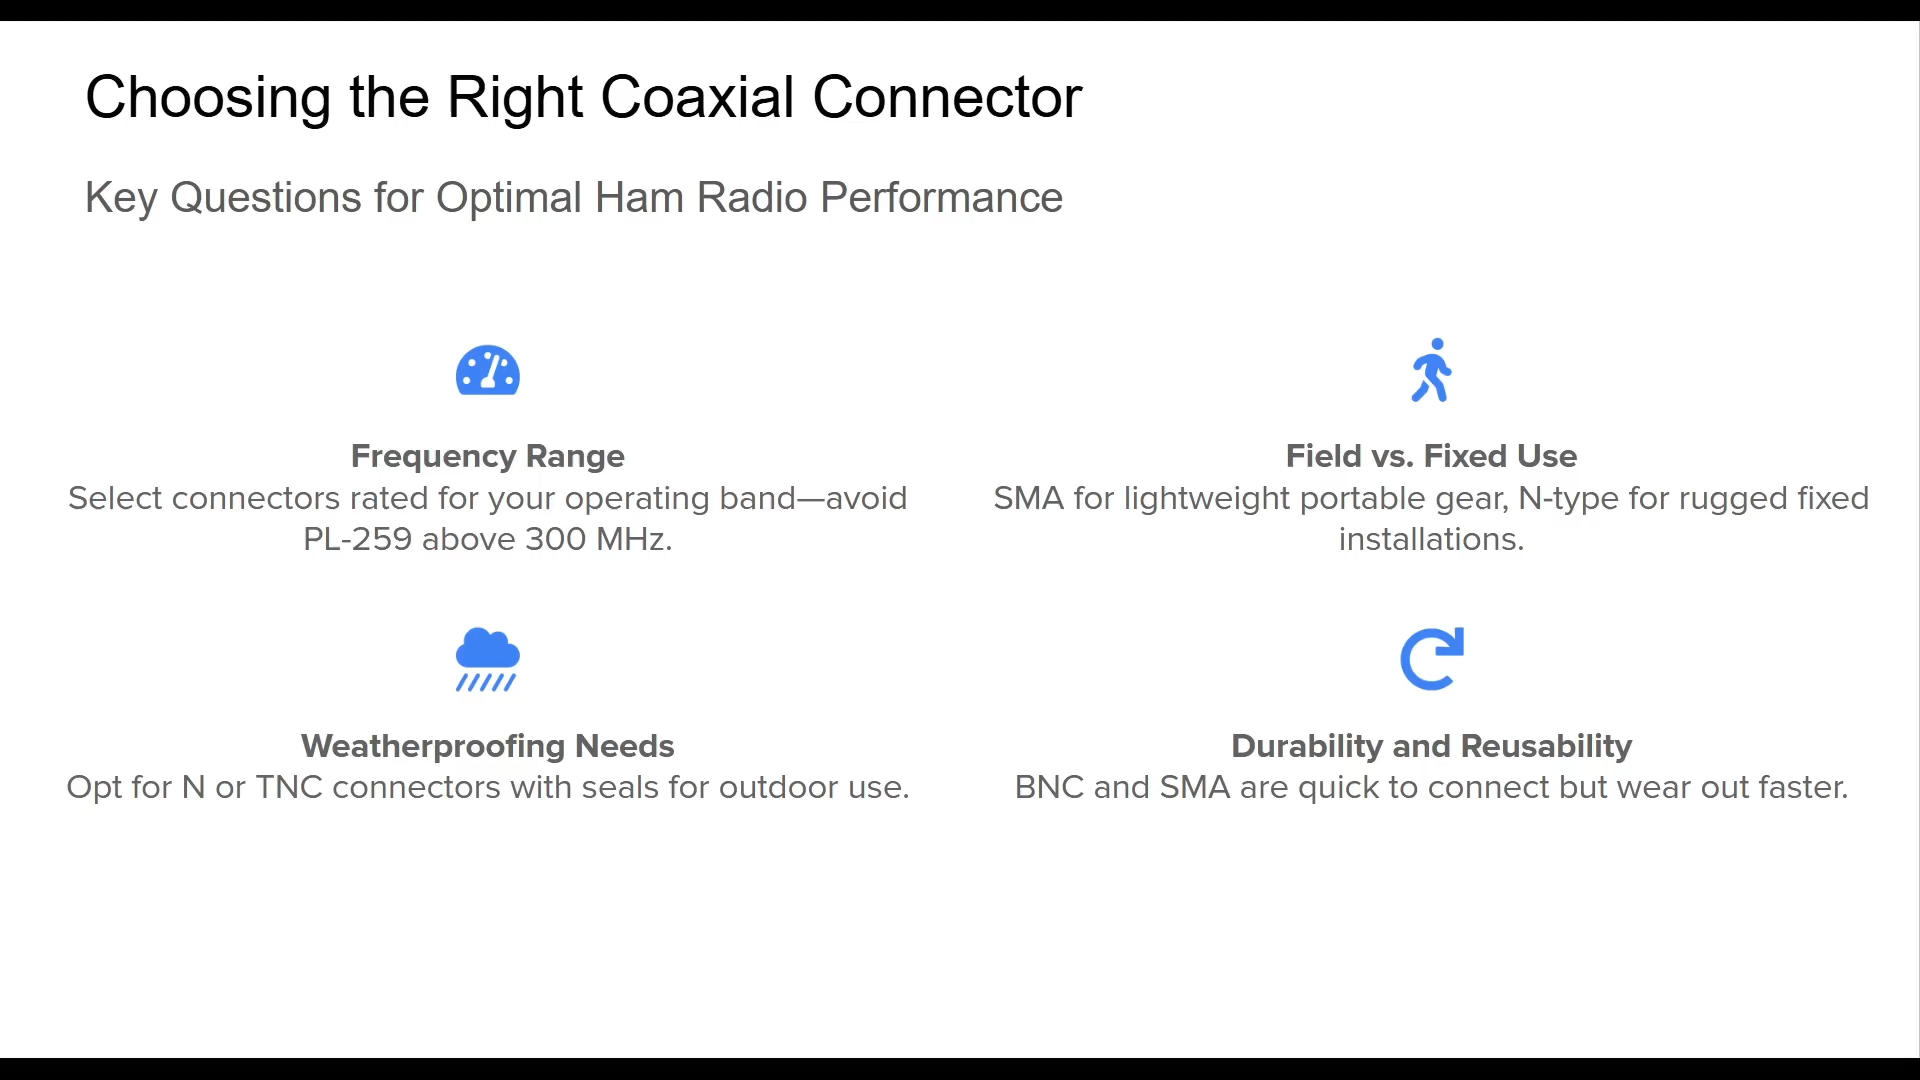 Choosing the Right Coaxial Connector
Key Questions for Optimal Ham Radio Performance
Frequency Range
Select connectors rated for your operating band—avoid
PL-259 above 300 MHz.
Field vs. Fixed Use
SMA for lightweight portable gear, N-type for rugged fixed
installations.
Weatherproofing Needs
Opt for N or TNC connectors with seals for outdoor use.
Durability and Reusability
BNC and SMA are quick to connect but wear out faster.